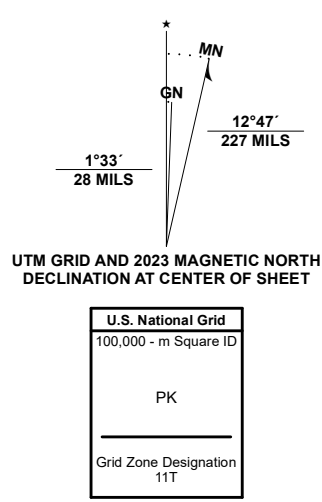 MN
GN
12°47´
227 MILS
1°33´
28 MILS
UTM GRID AND 2023 MAGNETIC NORTH
DECLINATION AT CENTER OF SHEET
U.S. National Grid
100,000 - m Square ID
PK
Grid Zone Designation
11T